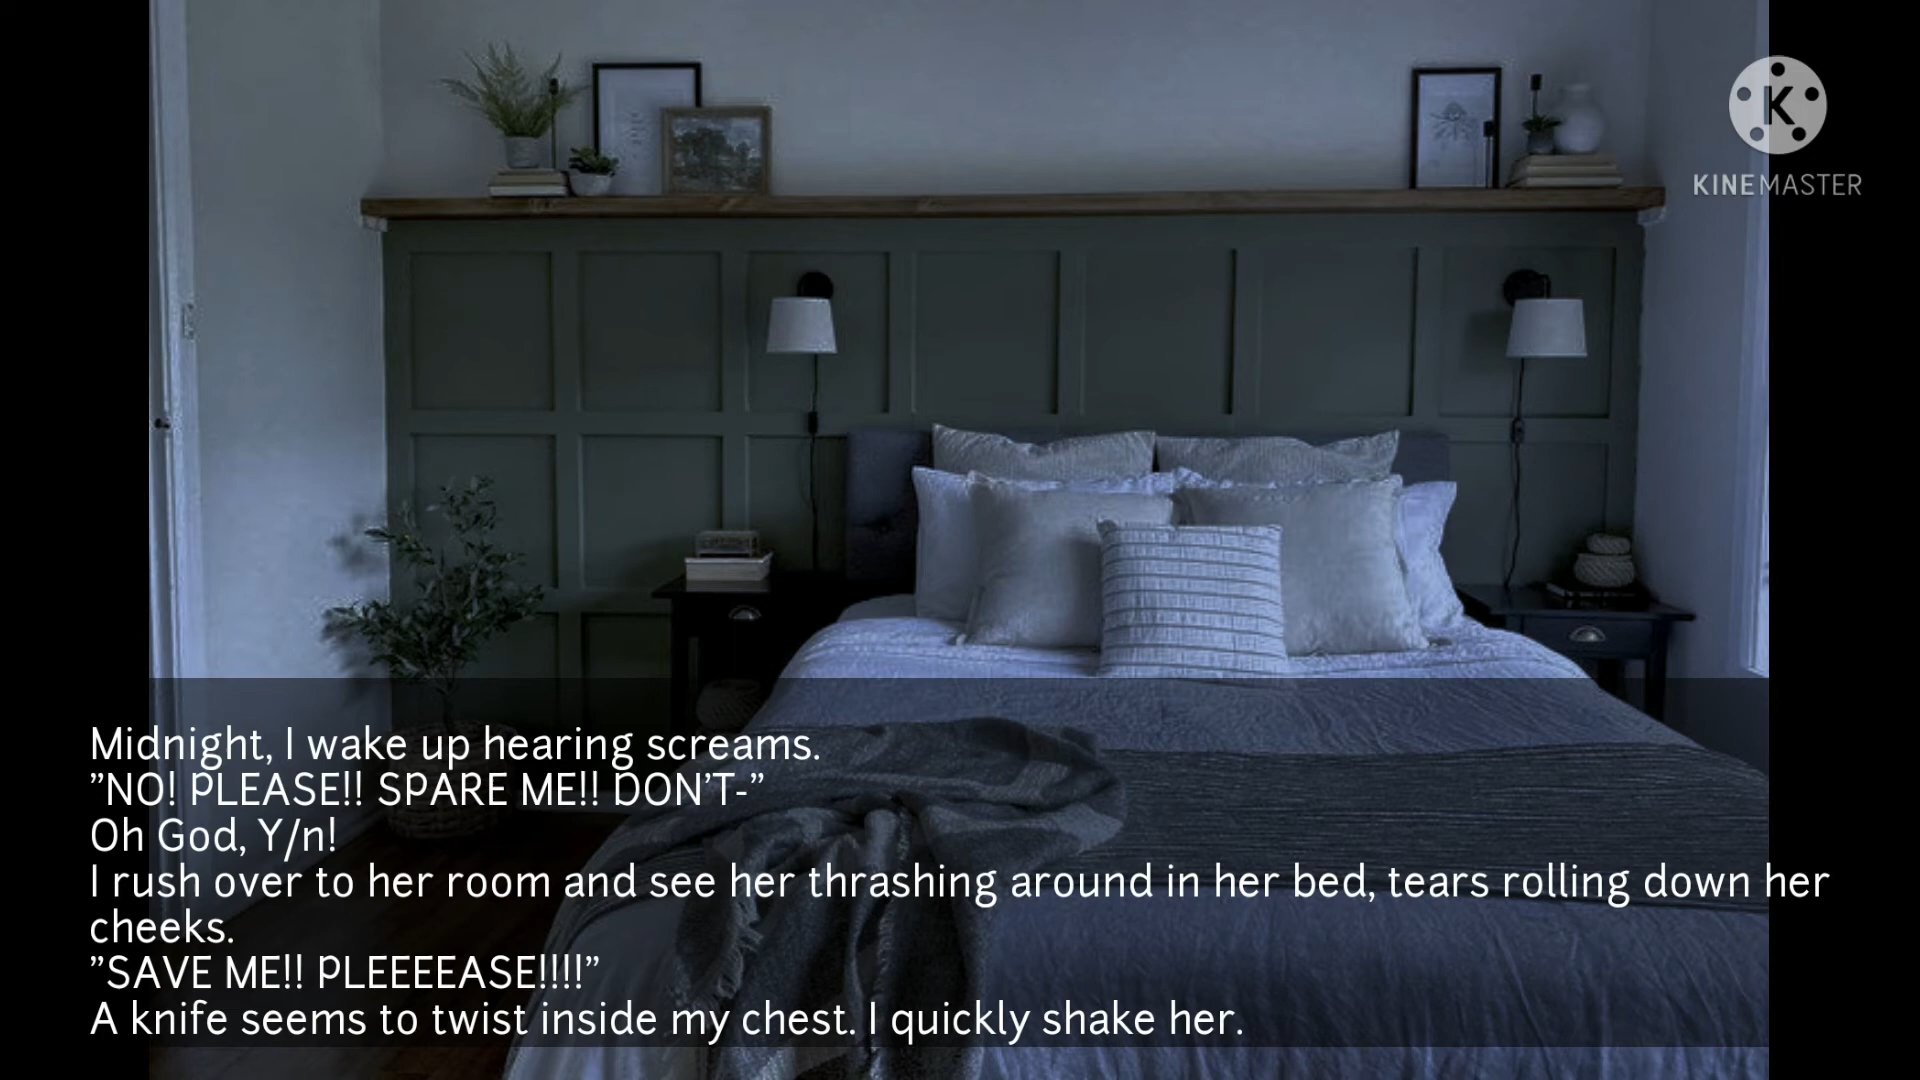 KINEMASTER
Midnight, I wake up hearing screams.
"NO! PLEASE!! SPARE ME!! DON'T-"
Oh God, Y/n!
I rush over to her room and see her thrashing around in her bed, tears rolling down her
cheeks.
"SAVE ME!! PLEEEEASE!!!!"
A knife seems to twist inside my chest. I quickly shake her.